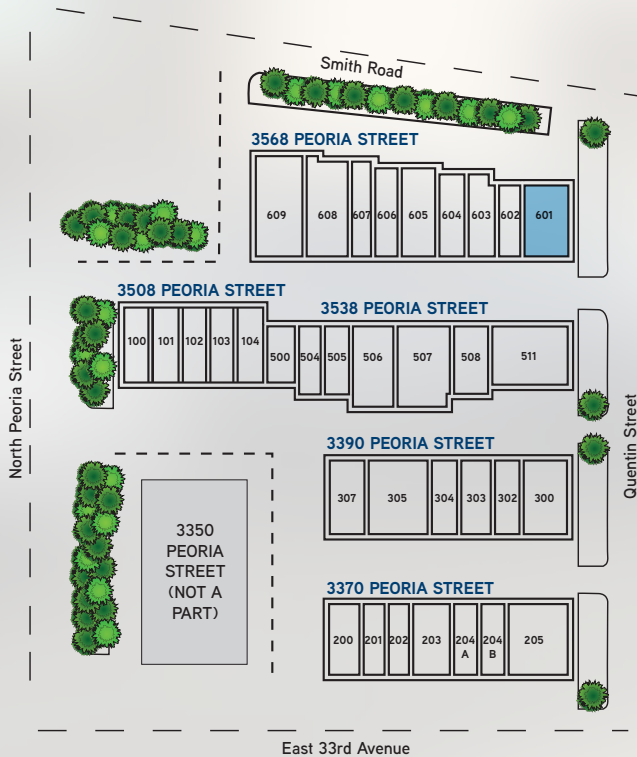 Smith Road
3568 PEORIA STREET
609 608 607 606 605 604 603 602 601
3508 PEORIA STREET
3538 PEORIA STREET
100 101 102 103 104 500 504 505 506 507 508 511
North Peoria Street
Quentin Street
3390 PEORIA STREET
307 305 304 303 302 300
3350
PEORIA
STREET
(NOT A
PART)
3370 PEORIA STREET
200 201 202 203 204 204 205
A B
East 33rd Avenue